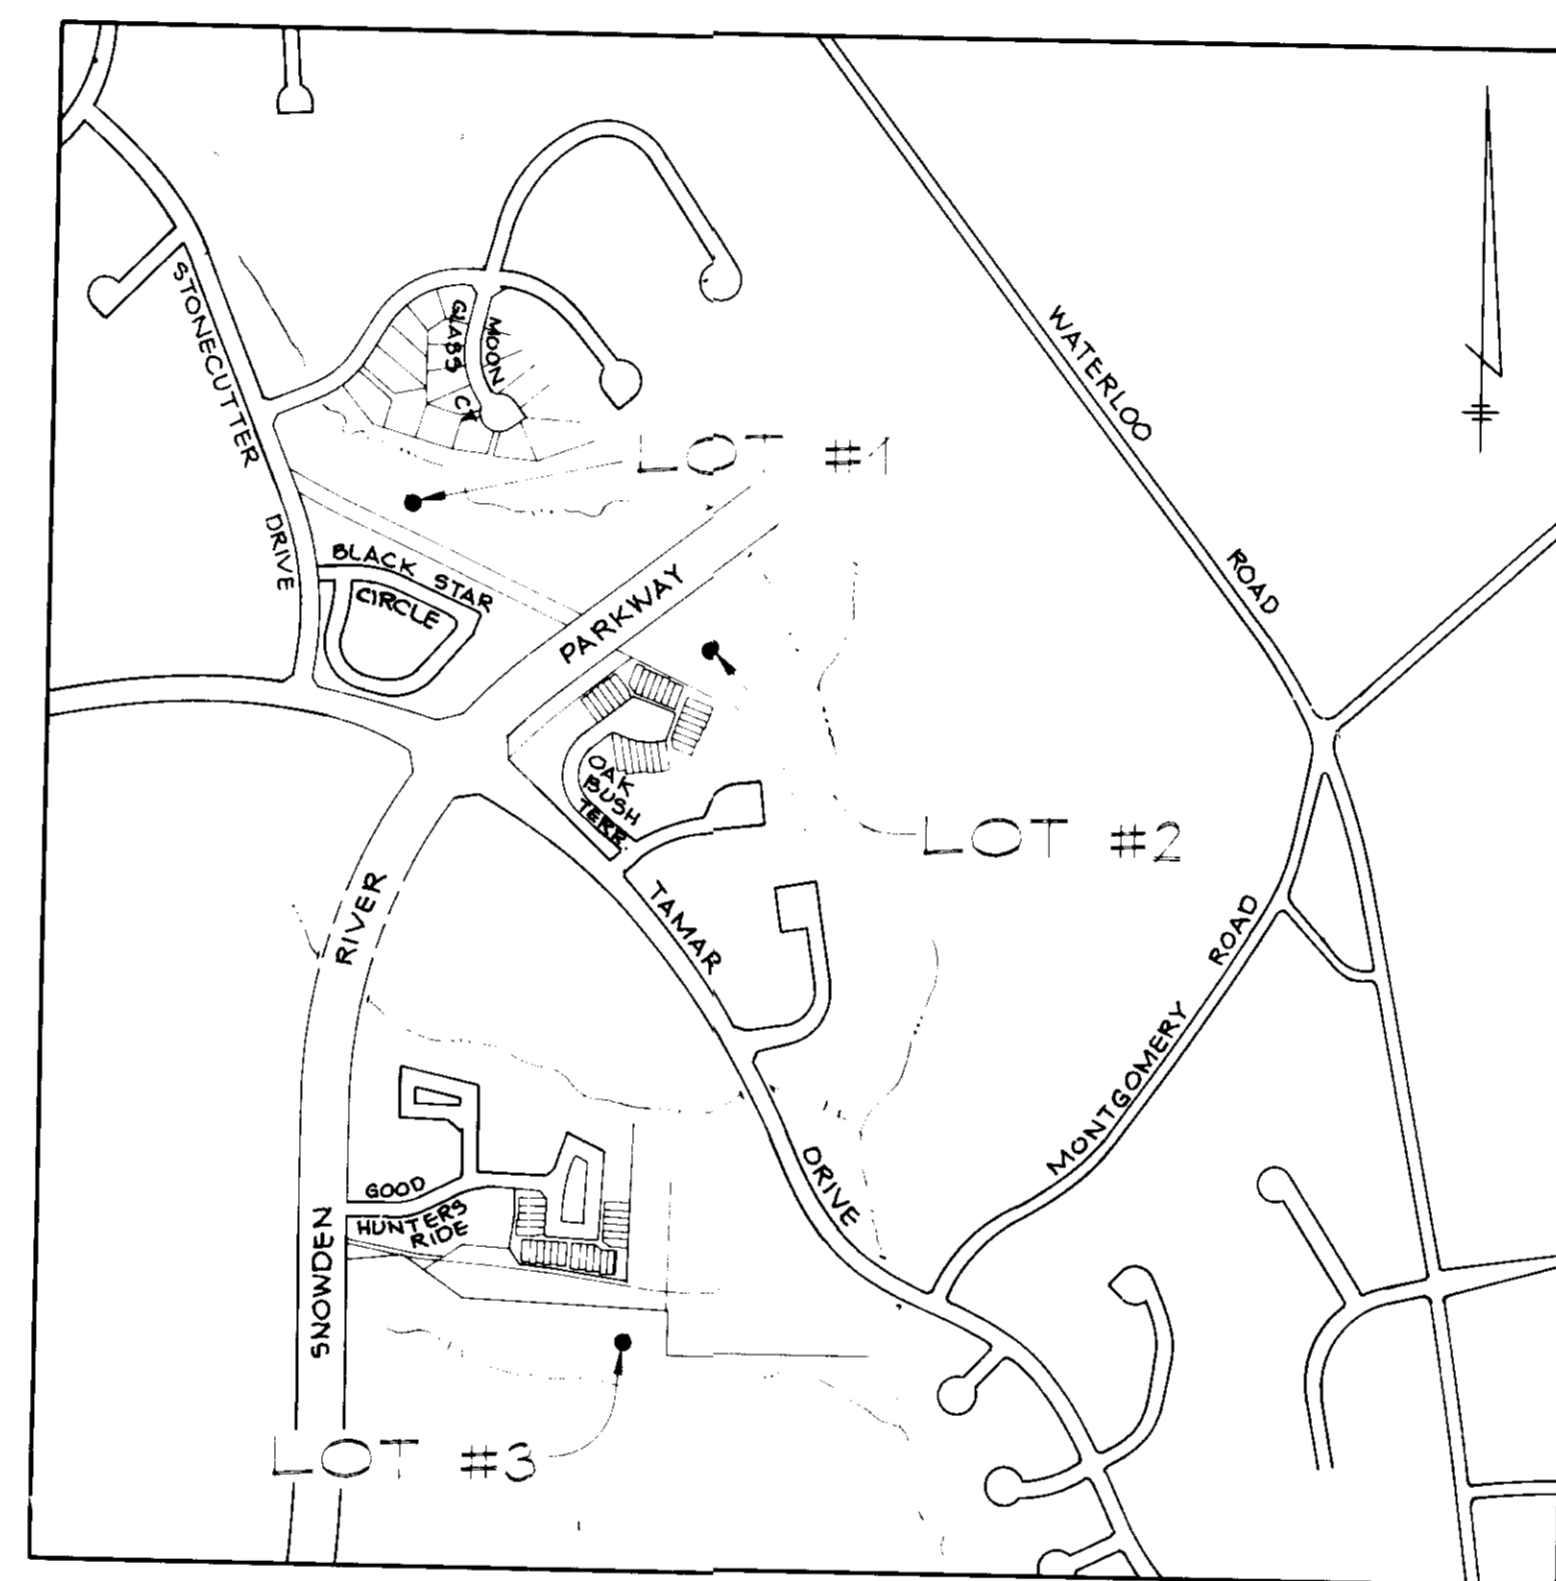 STONECUTTER
DRIVE
MOON
GLASS CT
WATERLOO
ROAD
LOT #1
BLACK STAR
CIRCLE
PARKWAY
OAK
BUSH
TERR.
LOT #2
RIVER
TAMAR
DRIVE
ROAD
MONTGOMERY
GOOD
HUNTERS
RIDE
SNOWDEN
LOT #3